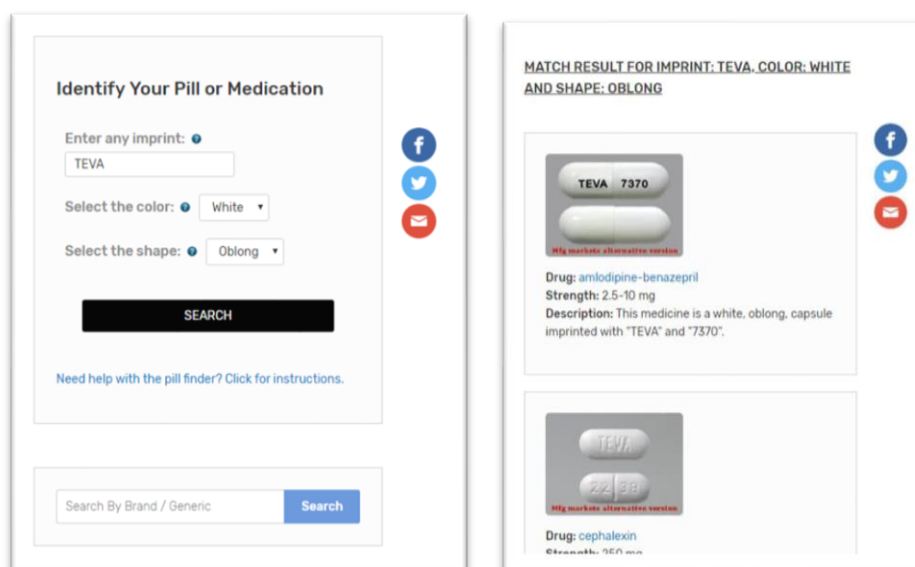 Identify Your Pill or Medication
Enter any imprint: ?
TEVA
Select the color: ? White
Select the shape: ? Oblong
SEARCH
Need help with the pill finder? Click for instructions.
Search By Brand / Generic Search
f
MATCH RESULT FOR IMPRINT: TEVA, COLOR: WHITE
AND SHAPE: OBLONG
TEVA 7370
Mfg markets alternative version
Drug: amlodipine-benazepril
Strength: 2.5-10 mg
Description: This medicine is a white, oblong, capsule
imprinted with "TEVA" and "7370".
f
TEVA
22 38
Mfg markets alternative version
Drug: cephalexin
Strength: 250 mg